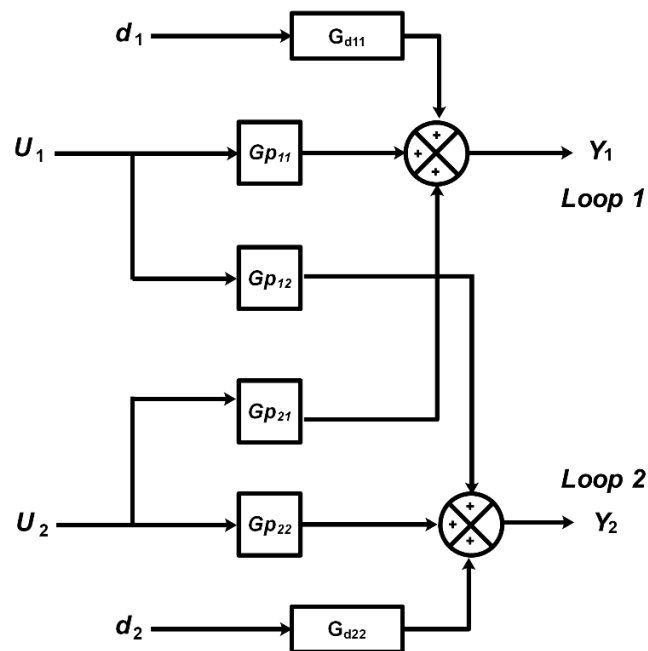 d1 Gd11
U1 Gp11 + + + Y1
Loop 1
Gp12
Gp21
Loop 2
U2 Gp22 + + + Y2
d2 Gd22